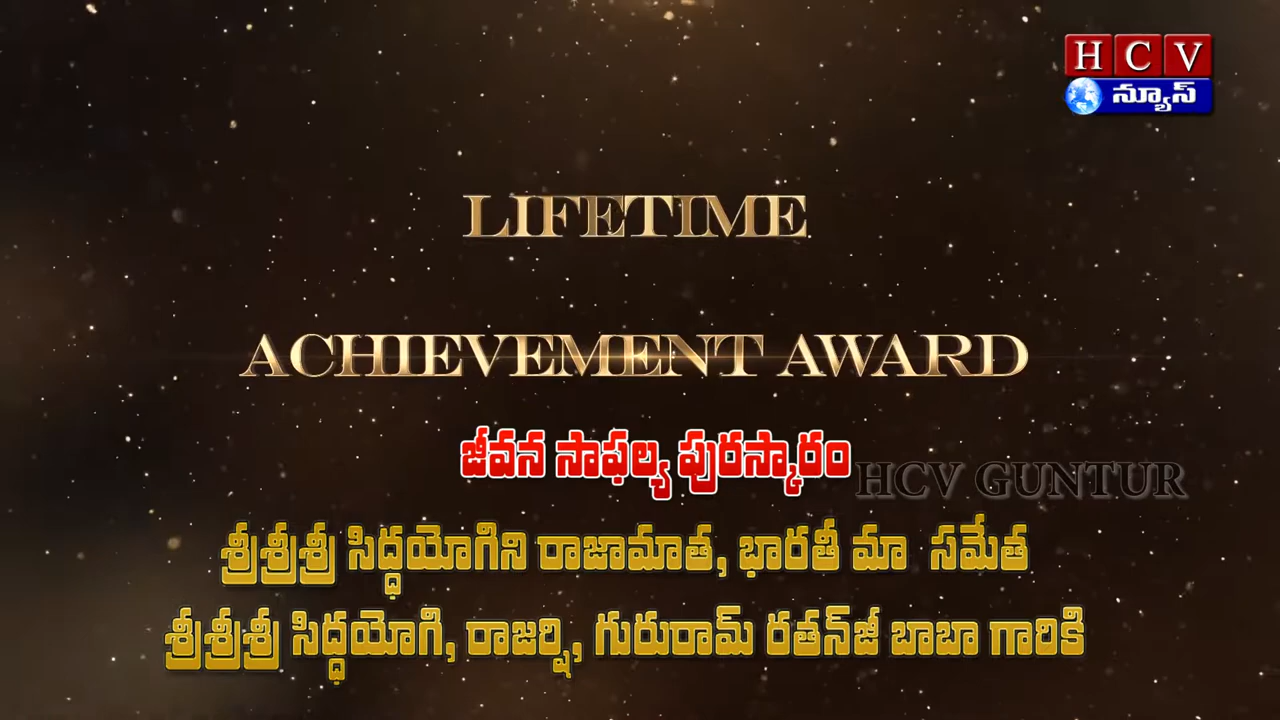 HCV
న్యూస్
LIFETIME
ACHIEVEMENT AWARD
జీవన సాఫల్య పురస్కారం
HCV GUNTUR
శ్రీశ్రీశ్రీ సిద్ధయోగిని రాజామాత, భారతీ మా సమేత
శ్రీశ్రీశ్రీ సిద్ధయోగి, రాజర్షి, గురురామ్ రతన్‌జీ బాబా గారికి